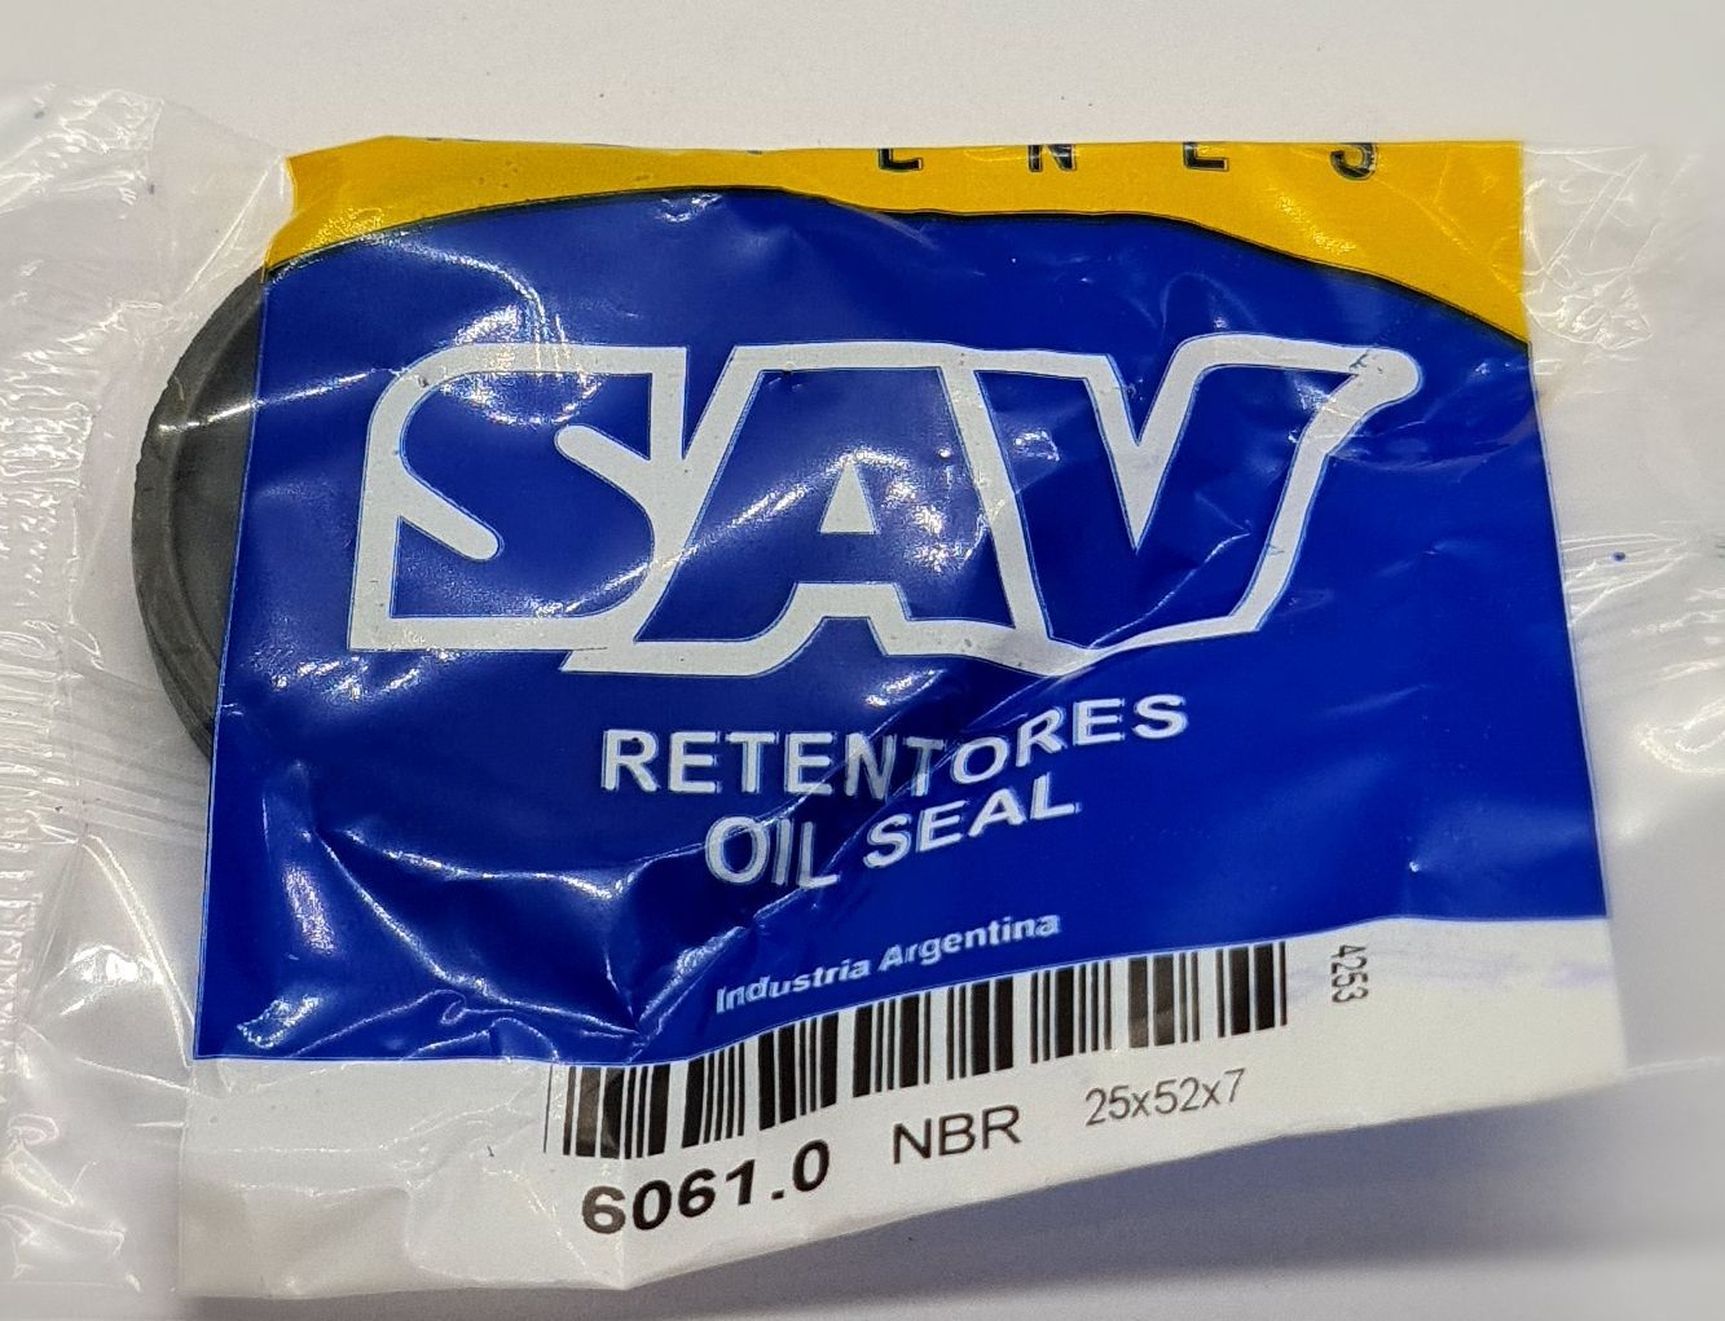 SAV
RETENTORES
OIL SEAL
Industria Argentina
4253
6061.0 NBR 25x52x7